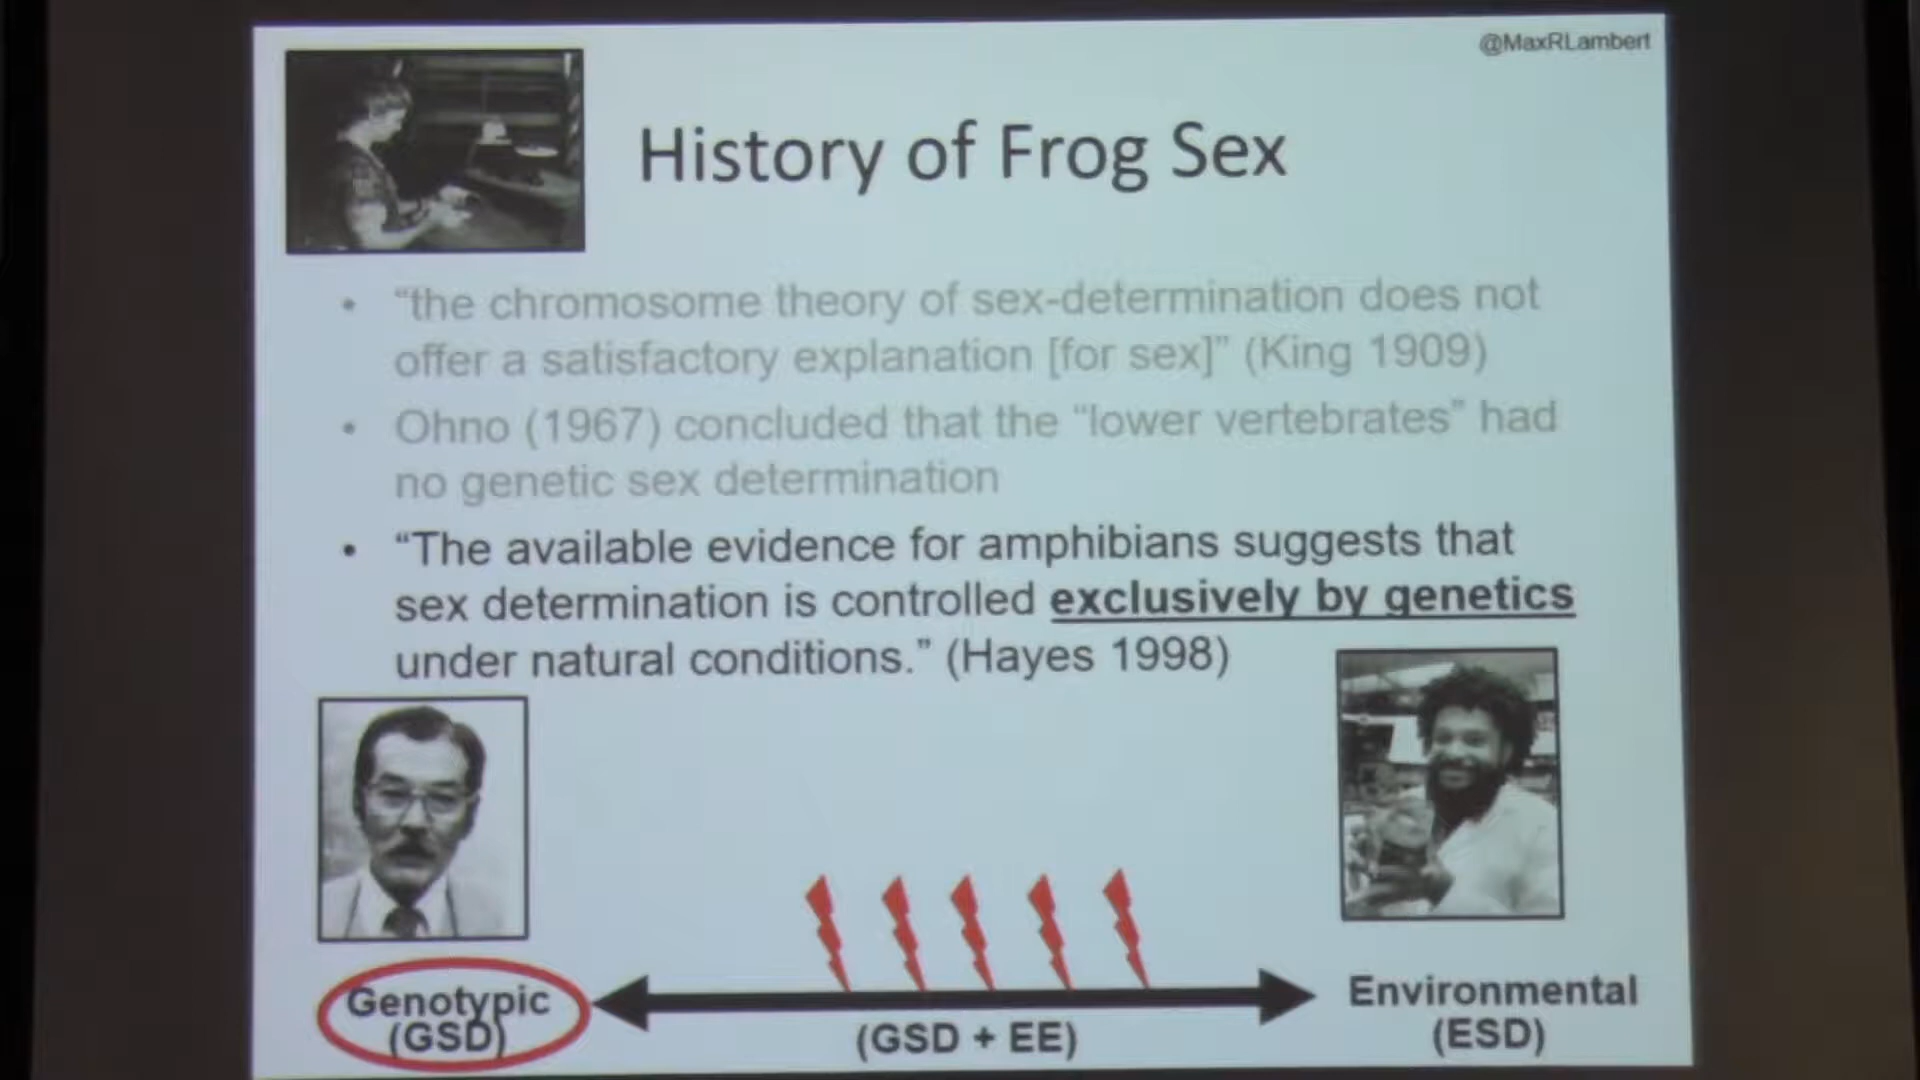 @MaxRLambert
History of Frog Sex
• “the chromosome theory of sex-determination does not
offer a satisfactory explanation [for sex]” (King 1909)
• Ohno (1967) concluded that the “lower vertebrates” had
no genetic sex determination
• “The available evidence for amphibians suggests that
sex determination is controlled exclusively by genetics
under natural conditions.” (Hayes 1998)
Genotypic
(GSD)
(GSD + EE)
Environmental
(ESD)